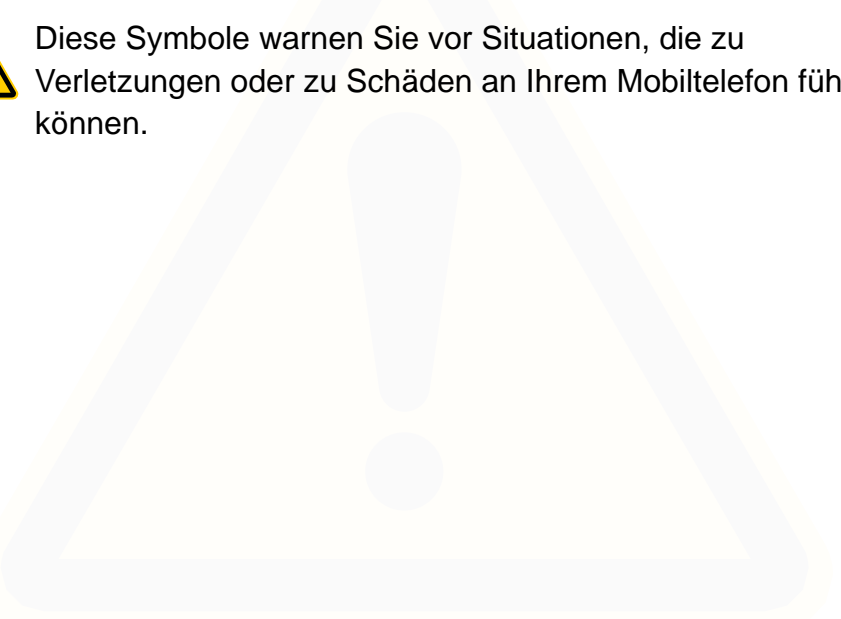 Diese Symbole warnen Sie vor Situationen, die zu
Verletzungen oder zu Schäden an Ihrem Mobiltelefon füh
können.